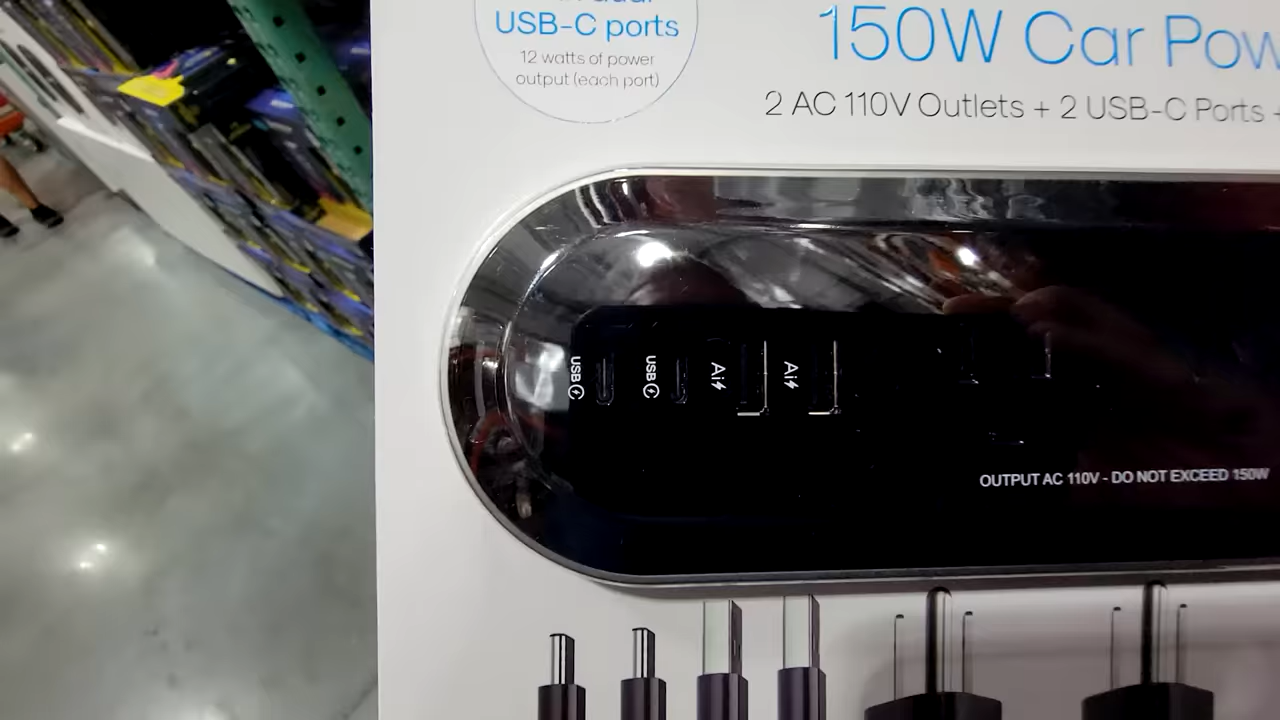 USB-C ports
12 watts of power
output (each port)
150W Car
2 AC 110V Outlets + 2 USB-C Ports +
USB
USB
Ai
Ai
OUTPUT AC 110V - DO NOT EXCEED 150W